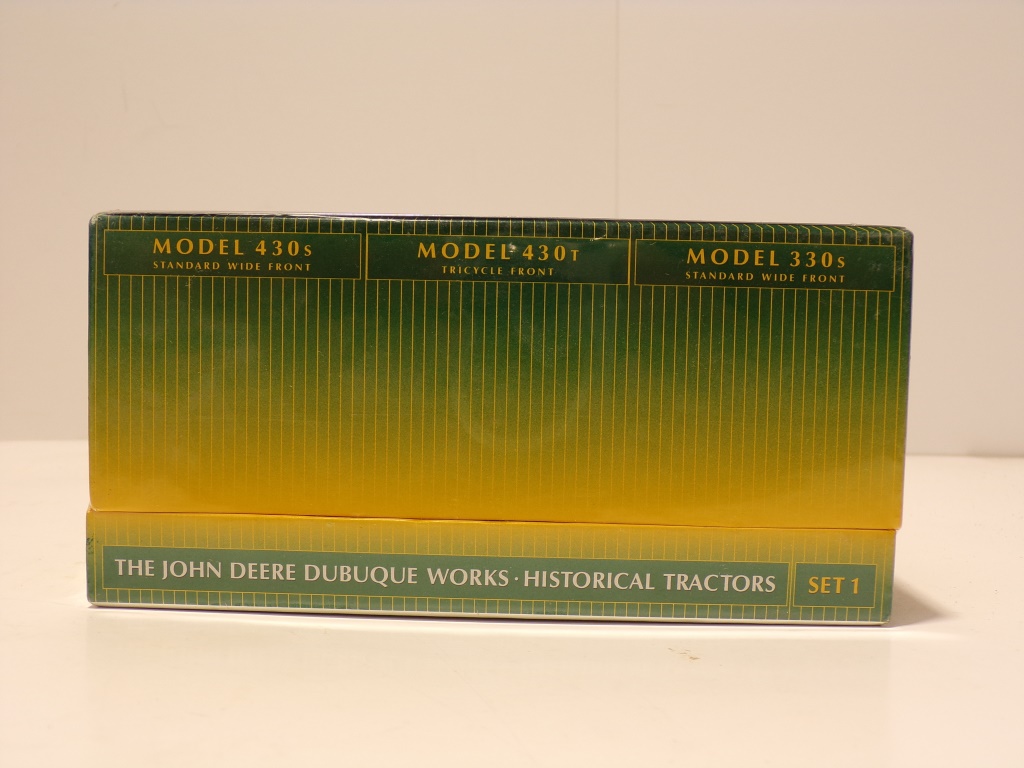 MODEL 430S
STANDARD WIDE FRONT
MODEL 430T
TRICYCLE FRONT
MODEL 330S
STANDARD WIDE FRONT
THE JOHN DEERE DUBUQUE WORKS · HISTORICAL TRACTORS
SET 1